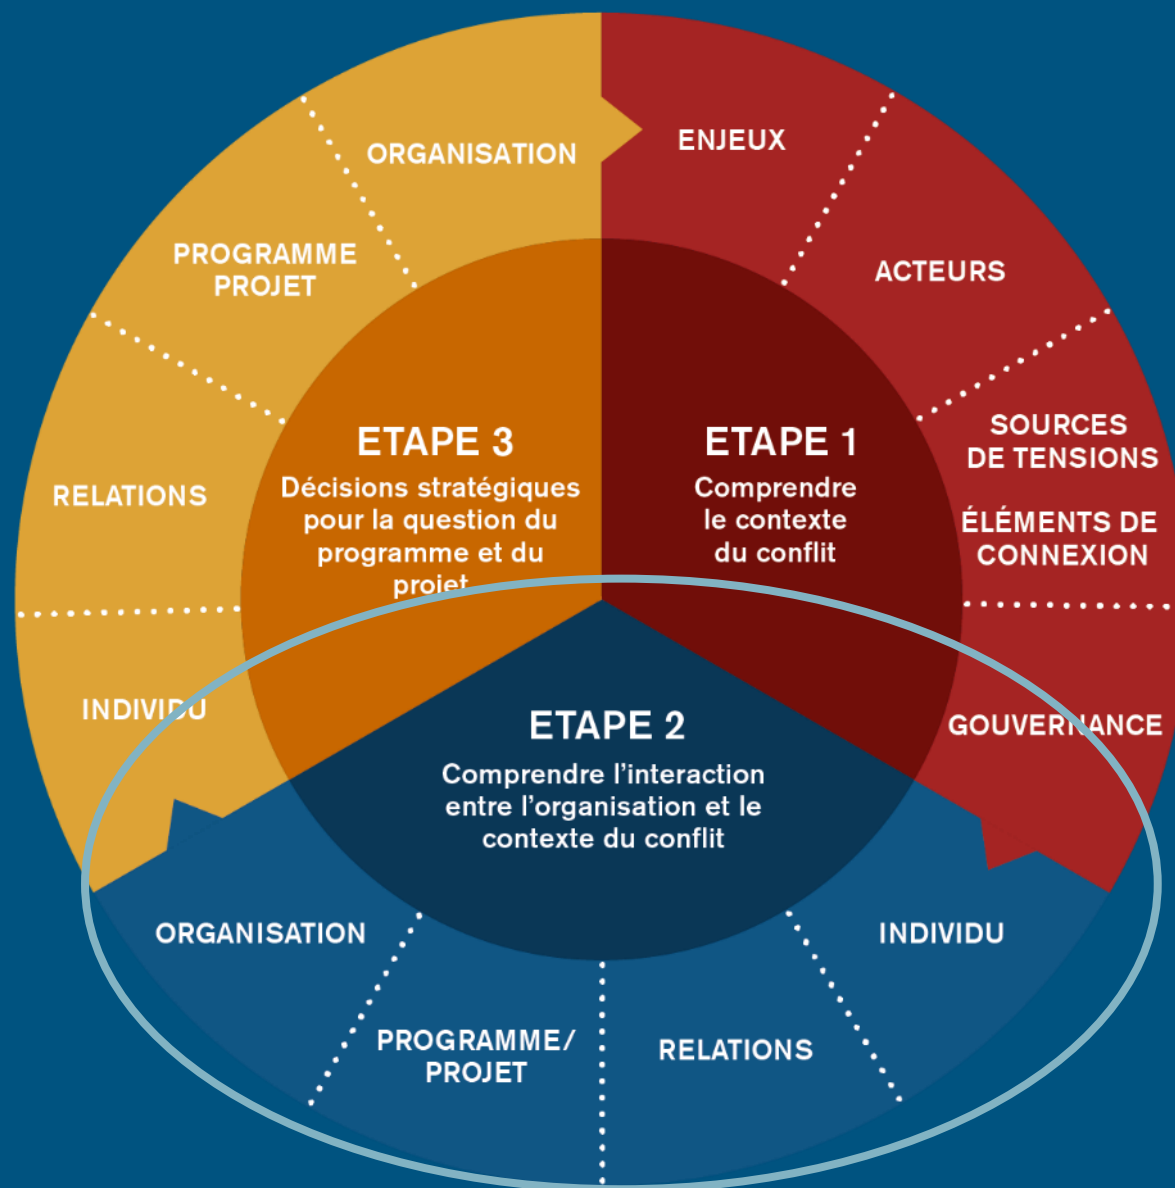 ORGANISATION
ENJEUX
PROGRAMME
PROJET
ACTEURS
RELATIONS
SOURCES
DE TENSIONS
ÉLÉMENTS DE
CONNEXION
ETAPE 3
Décisions stratégiques
pour la question du
programme et du
projet
ETAPE 1
Comprendre
le contexte
du conflit
INDIVIDU
GOUVERNANCE
ETAPE 2
Comprendre l’interaction
entre l’organisation et le
contexte du conflit
ORGANISATION
PROGRAMME/
PROJET
RELATIONS
INDIVIDU